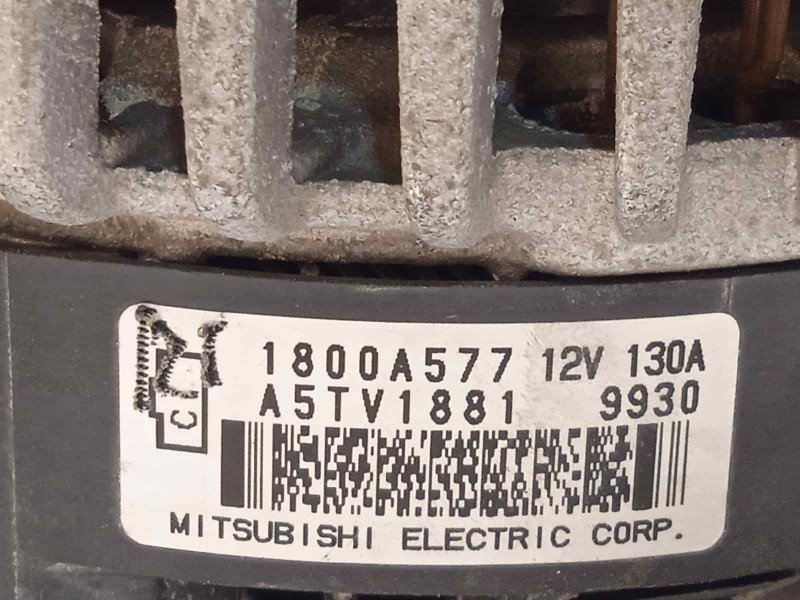 1800A577 12V 130A
A5TV1881 9930
C
MITSUBISHI ELECTRIC CORP.